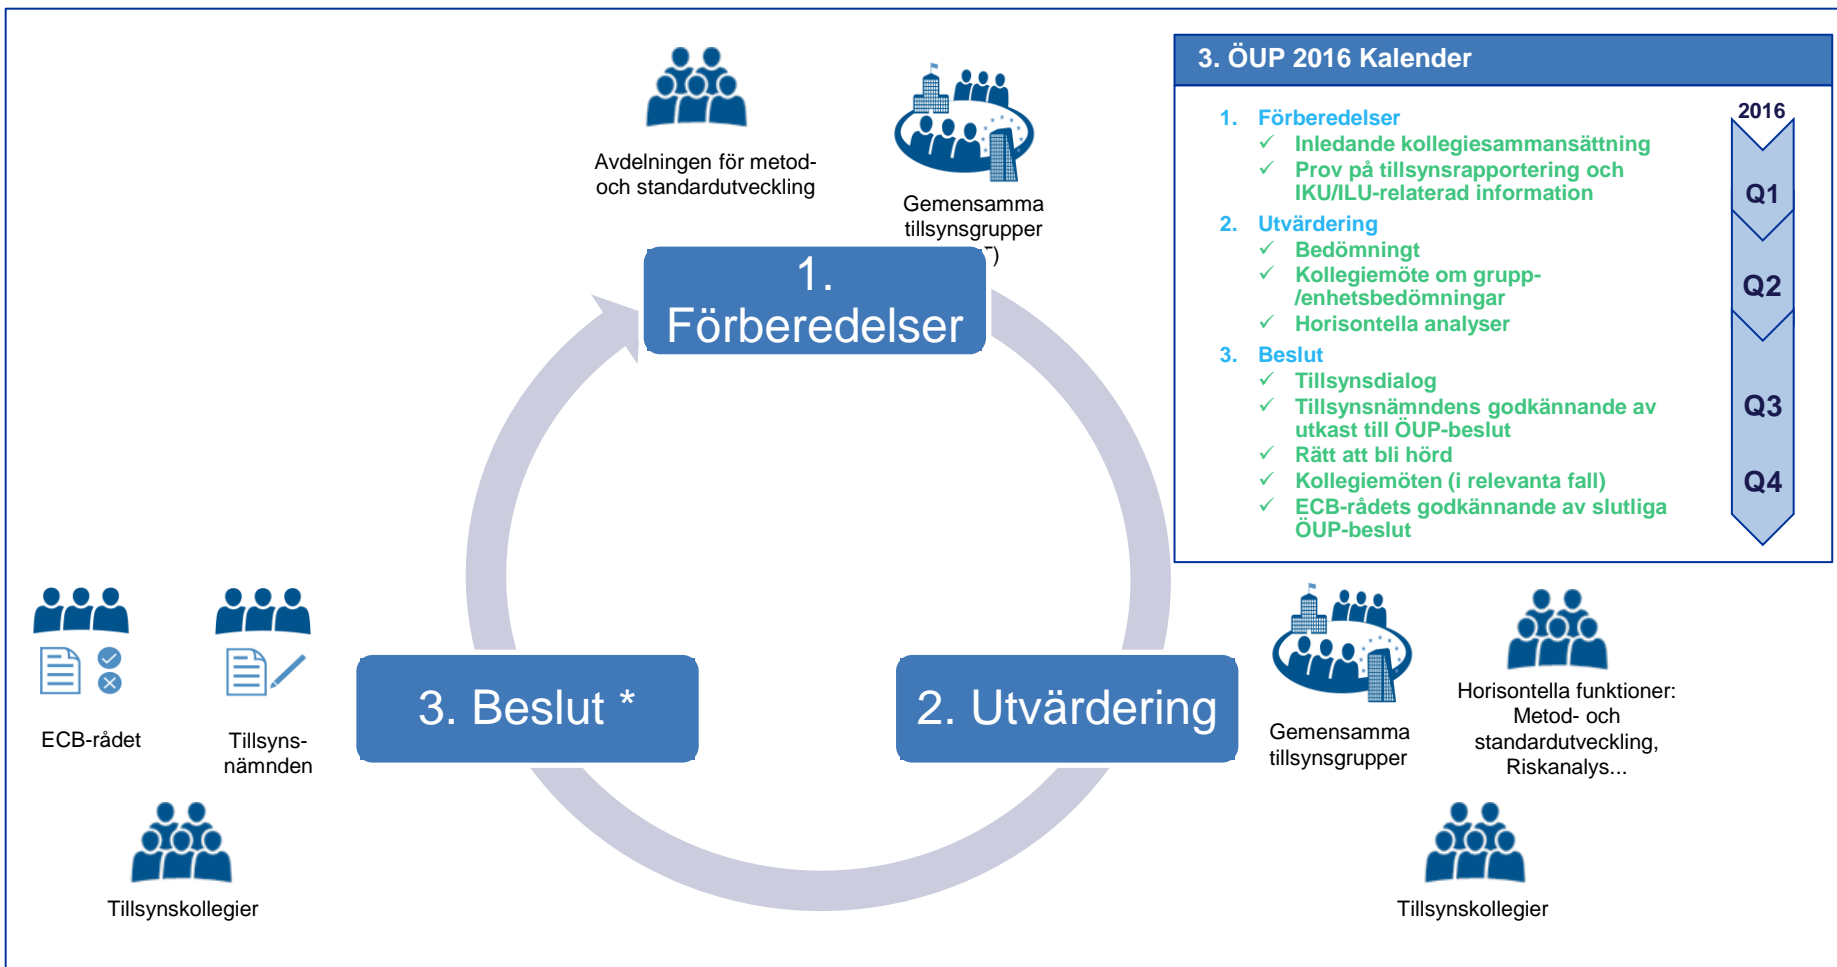 Avdelningen för metod-
och standardutveckling
Gemensamma
tillsynsgrupper
)
1.
Förberedelser
3. ÖUP 2016 Kalender
1. Förberedelser
✓ Inledande kollegiesammansättning
✓ Prov på tillsynsrapportering och
IKU/ILU-relaterad information
2. Utvärdering
✓ Bedömningt
✓ Kollegiemöte om grupp-
/enhetsbedömningar
✓ Horisontella analyser
3. Beslut
✓ Tillsynsdialog
✓ Tillsynsnämndens godkännande av
utkast till ÖUP-beslut
✓ Rätt att bli hörd
✓ Kollegiemöten (i relevanta fall)
✓ ECB-rådets godkännande av slutliga
ÖUP-beslut
2016
Q1
Q2
Q3
Q4
ECB-rådet
Tillsyns-
nämnden
3. Beslut *
2. Utvärdering
Gemensamma
tillsynsgrupper
Horisontella funktioner:
Metod- och
standardutveckling,
Riskanalys...
Tillsynskollegier
Tillsynskollegier